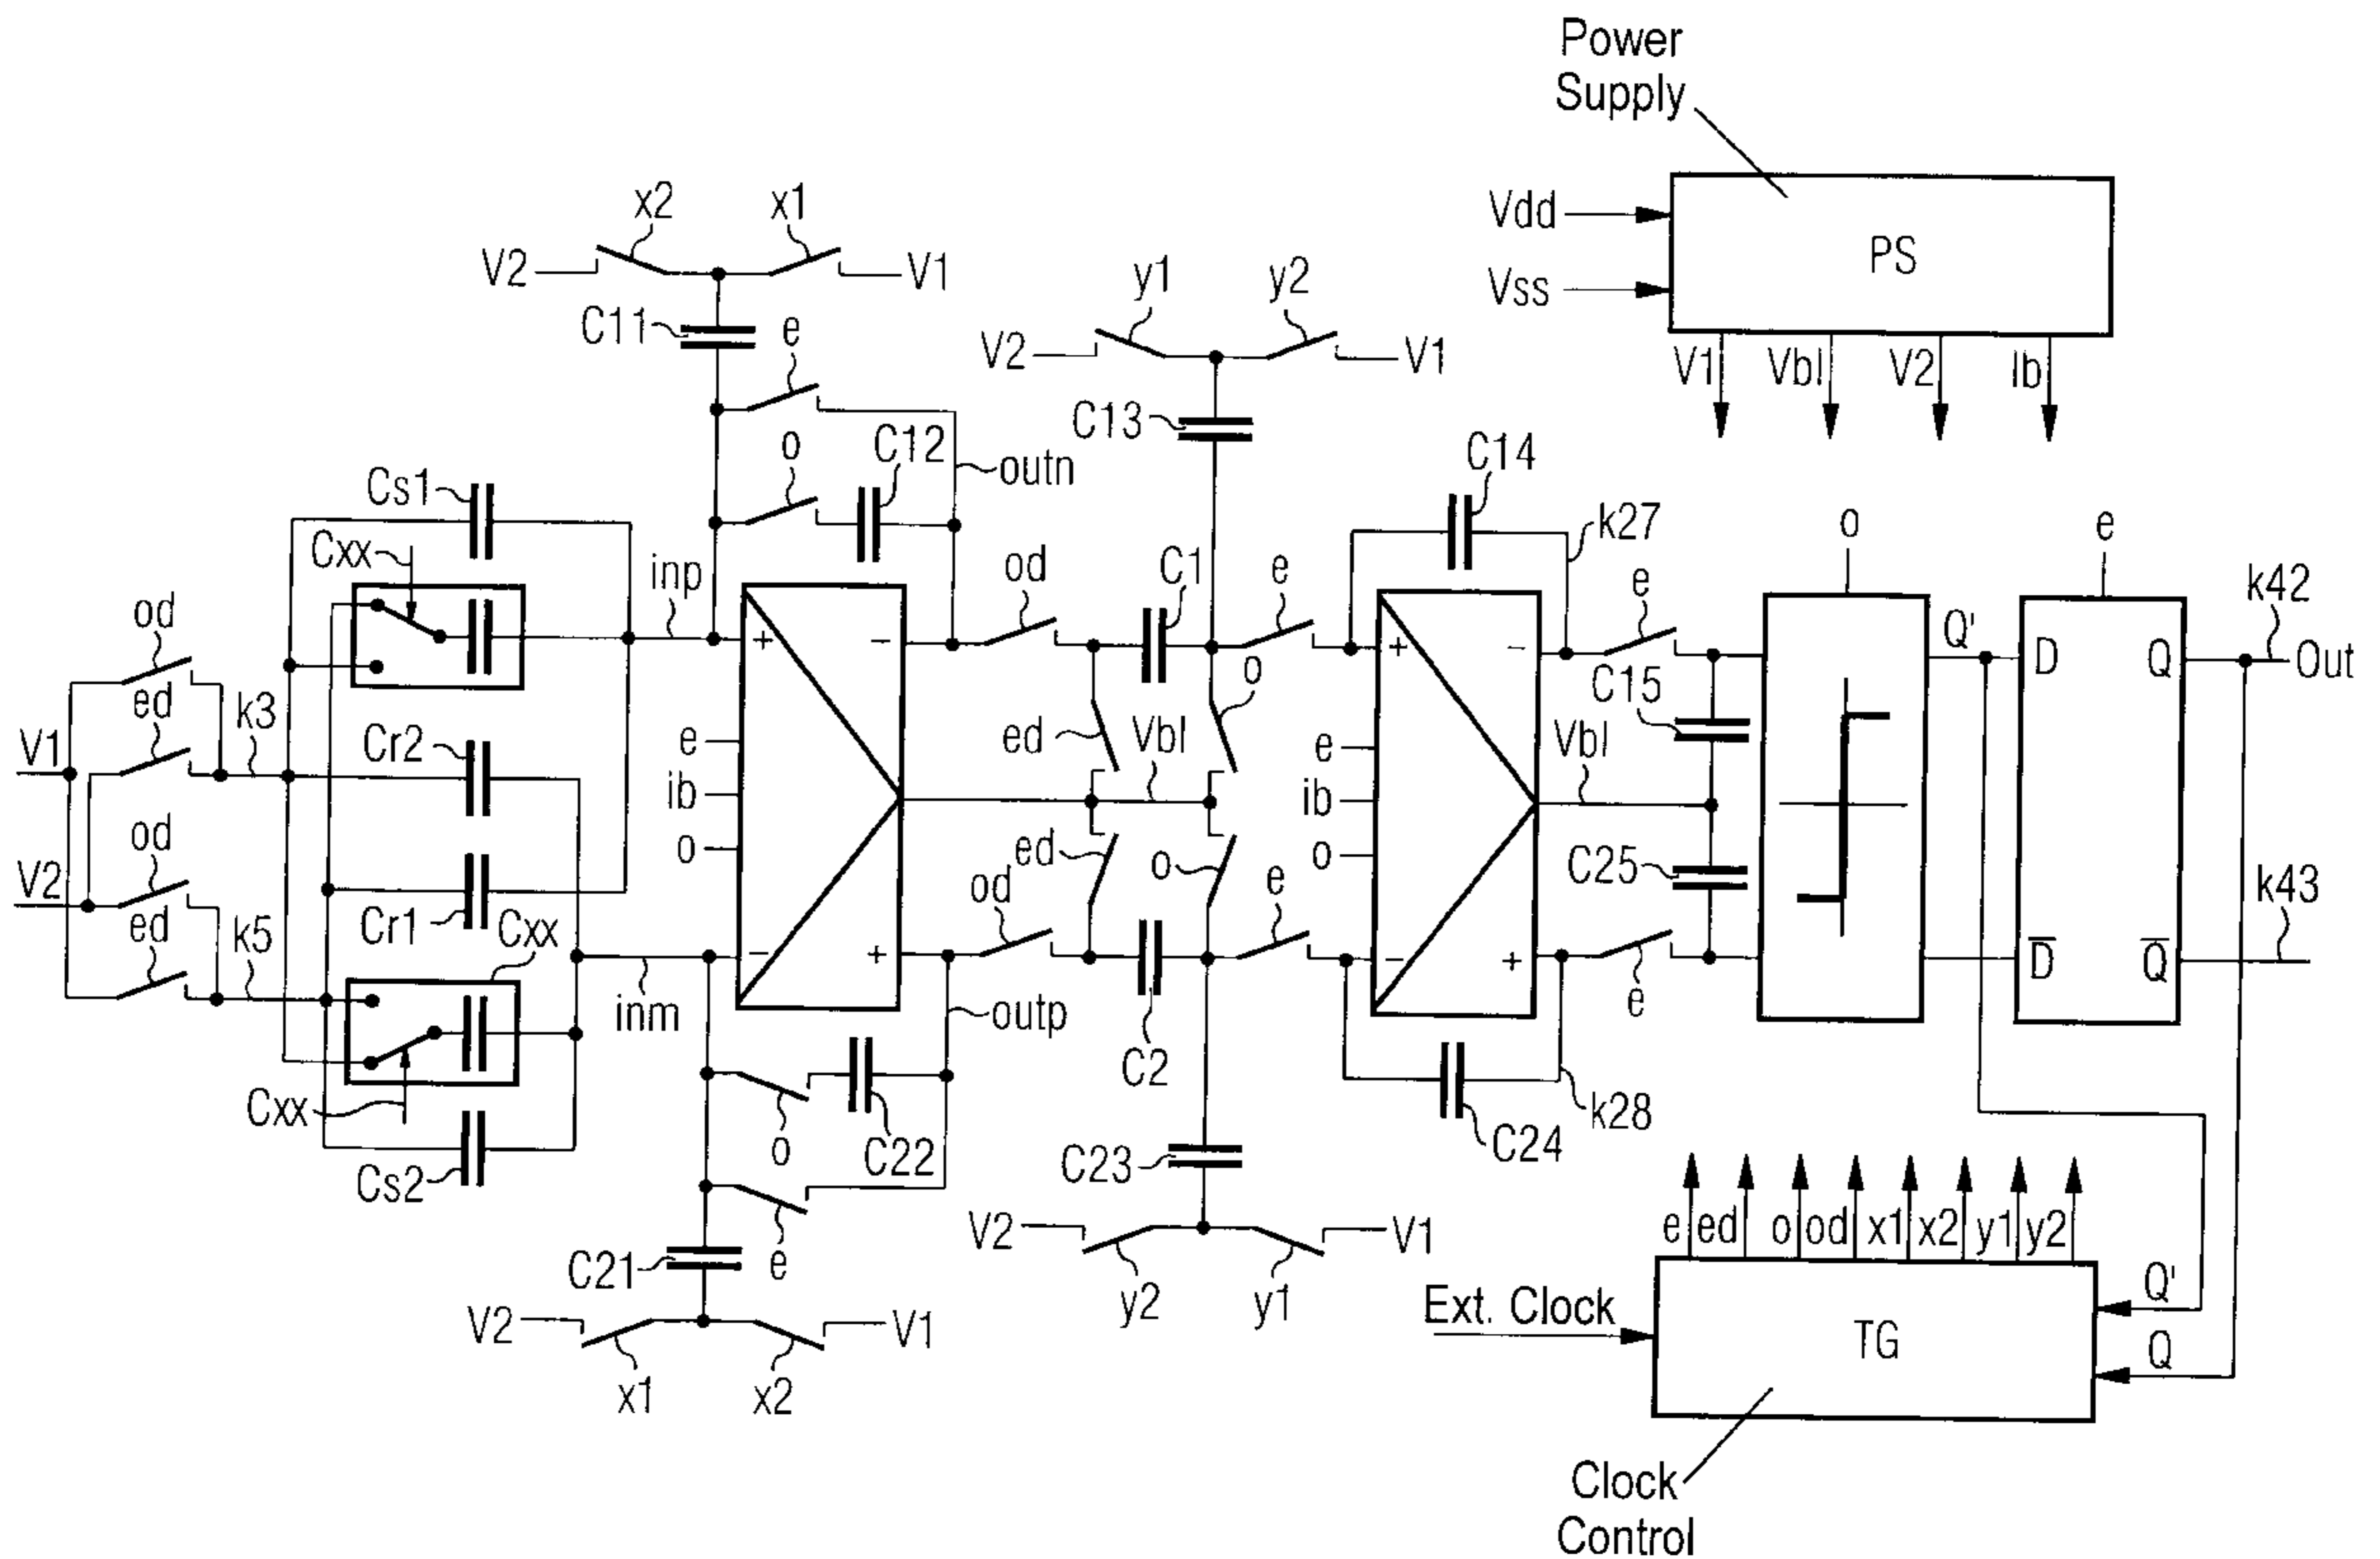 Power
Supply
Vdd
PS
Vss
V1
Vbl
V2
Ib
x2
x1
V2
V1
C11
e
y1
y2
V2
V1
C13
o
C12
outn
C14
k27
Cs1
Cxx
inp
od
C1
e
e
o
e
k42
od
+
−
o
+
−
C15
Q'
D
Q
Out
ed
k3
Cr2
e
ed
Vbl
e
Vbl
V1
ib
ib
od
o
ed
o
o
C25
k43
V2
Cr1
Cxx
od
e
ed
k5
−
+
−
+
D
Q
inm
outp
C2
e
Cxx
o
C22
k28
Cs2
C23
C24
e
ed
o
od
x1
x2
y1
y2
C21
e
V2
V1
Q'
y2
y1
V2
V1
Ext. Clock
TG
Q
x1
x2
Clock
Control